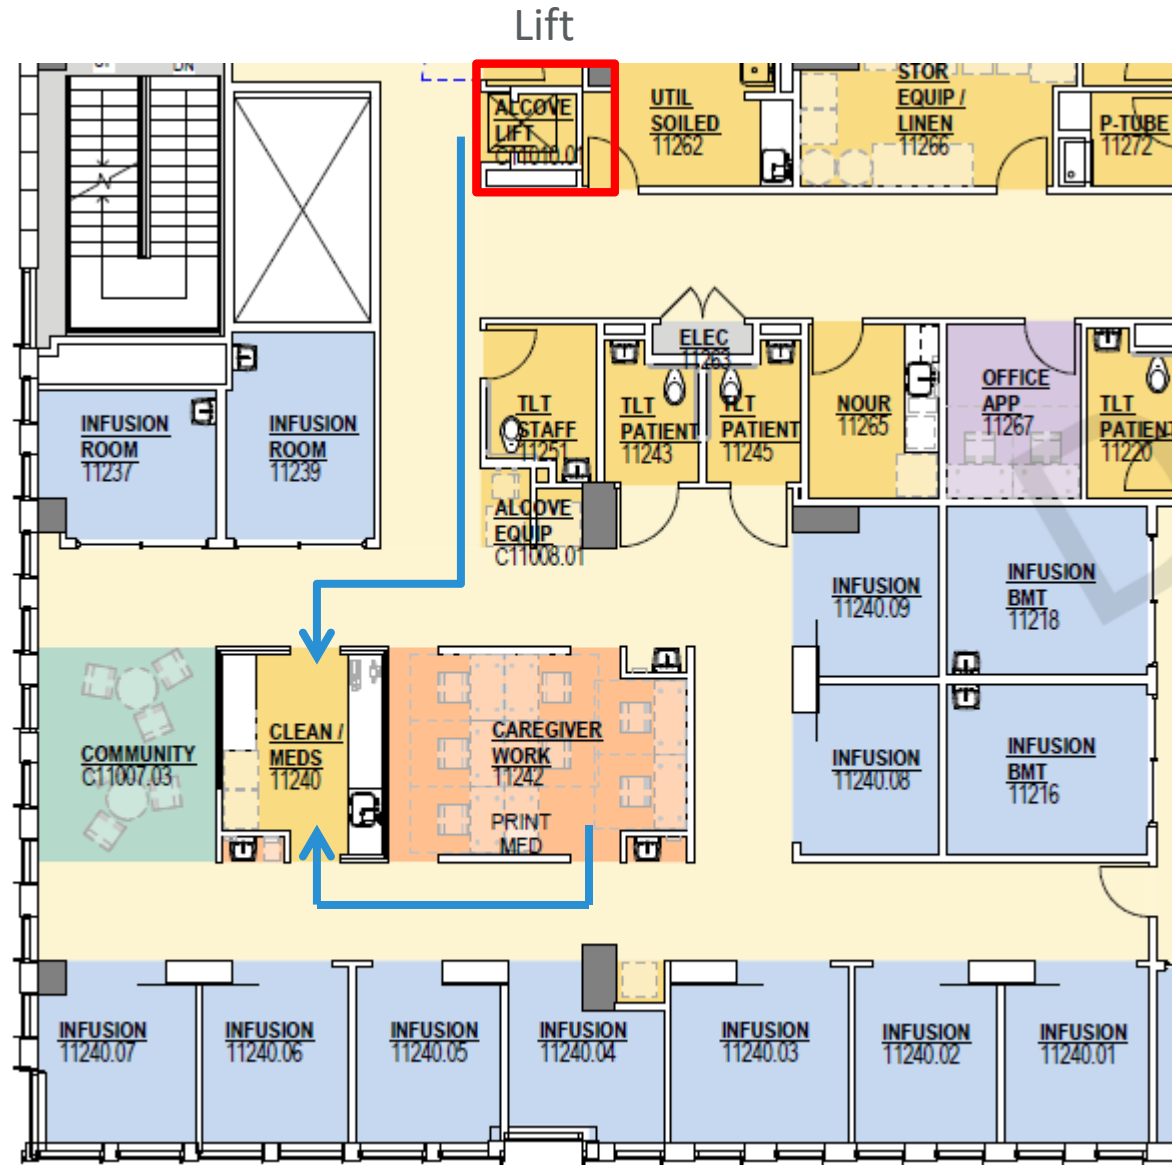 Lift
DN
ALCOVE
LIFT
C11010.01
UTIL
SOILED
11262
STOR
EQUIP /
LINEN
11266
P-TUBE
11272
ELEC
11263
INFUSION
ROOM
11237
INFUSION
ROOM
11239
TLT
STAFF
11251
TLT
PATIENT
11243
TLT
PATIENT
11245
NOUR
11265
OFFICE
APP
11267
TLT
PATIENT
11220
ALCOVE
EQUIP
C11008.01
INFUSION
11240.09
INFUSION
BMT
11218
COMMUNITY
C11007.03
CLEAN /
MEDS
11240
CAREGIVER
WORK
11242
PRINT
MED
INFUSION
11240.08
INFUSION
BMT
11216
INFUSION
11240.07
INFUSION
11240.06
INFUSION
11240.05
INFUSION
11240.04
INFUSION
11240.03
INFUSION
11240.02
INFUSION
11240.01